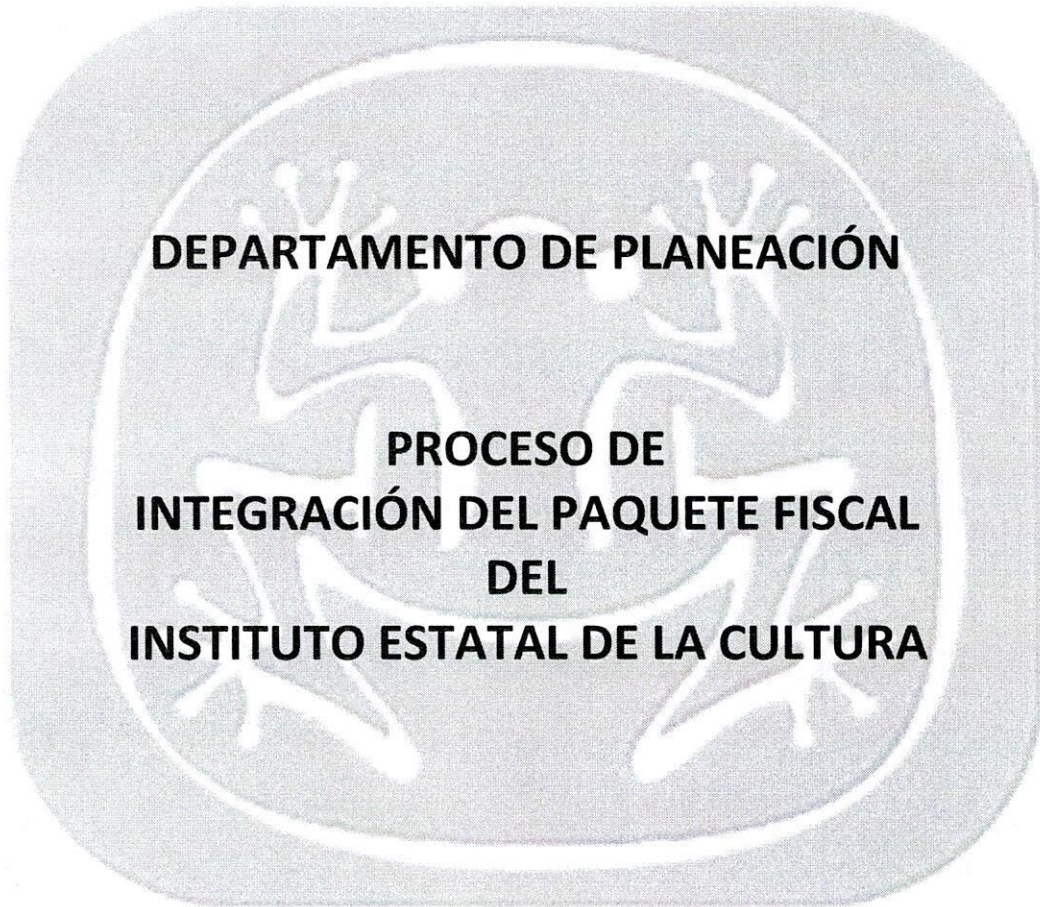 DEPARTAMENTO DE PLANEACIÓN
PROCESO DE
INTEGRACIÓN DEL PAQUETE FISCAL
DEL
INSTITUTO ESTATAL DE LA CULTURA